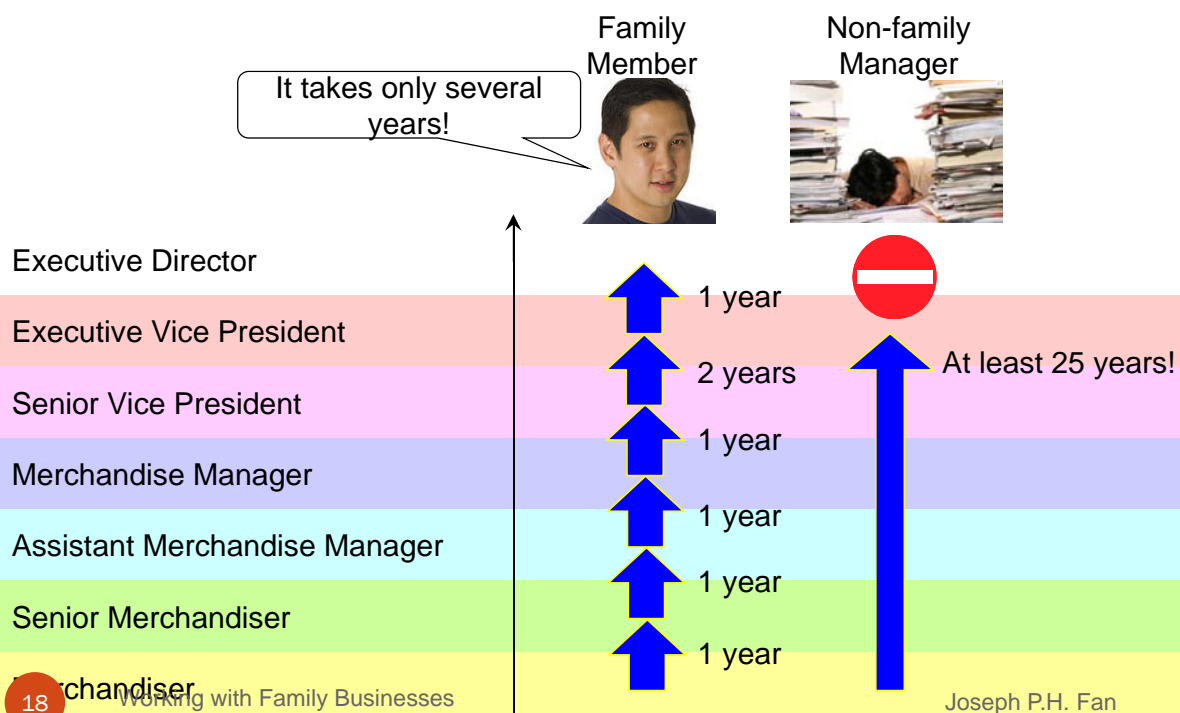 Family
Member
Non-family
Manager
It takes only several
years!
Executive Director
1 year
Executive Vice President
2 years
At least 25 years!
Senior Vice President
1 year
Merchandise Manager
1 year
Assistant Merchandise Manager
1 year
Senior Merchandiser
1 year
Merchandiser
18
Working with Family Businesses
Joseph P.H. Fan